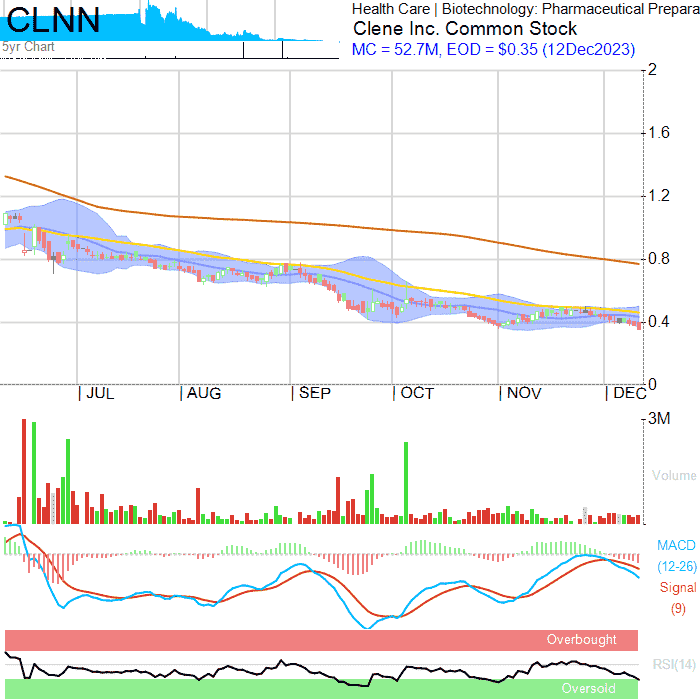 CLNN
Health Care | Biotechnology: Pharmaceutical Prepara
Clene Inc. Common Stock
5yr Chart
MC = 52.7M, EOD = $0.35 (12Dec2023)
2
1.6
1.2
0.8
0.4
0
| JUL | AUG | SEP | OCT | NOV | DEC
3M
Volume
MACD
(12-26)
Signal
(9)
Overbought
RSI(14)
Oversold